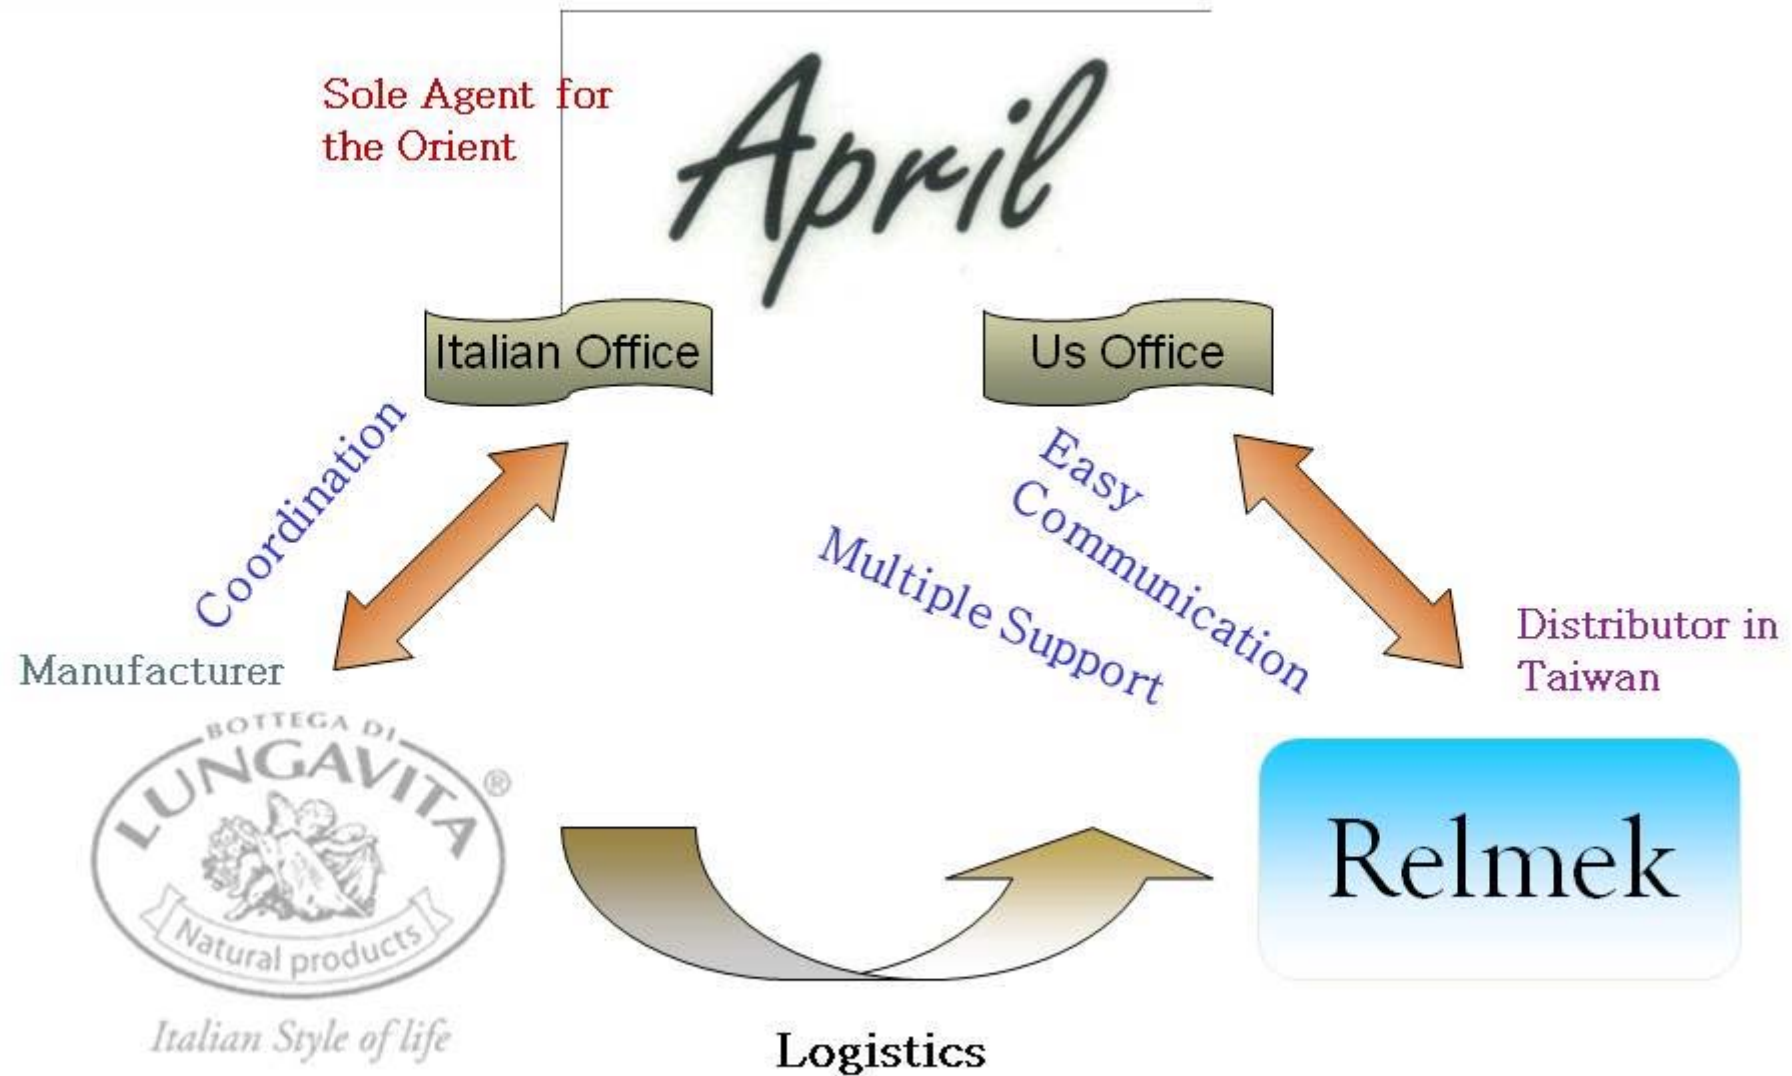 Sole Agent for
the Orient
April
Italian Office
Us Office
Coordination
Easy
Communication
Multiple Support
Manufacturer
Distributor in
Taiwan
BOTTEGA DI
LUNGAVITA®
Natural products
Italian Style of life
Relmek
Logistics